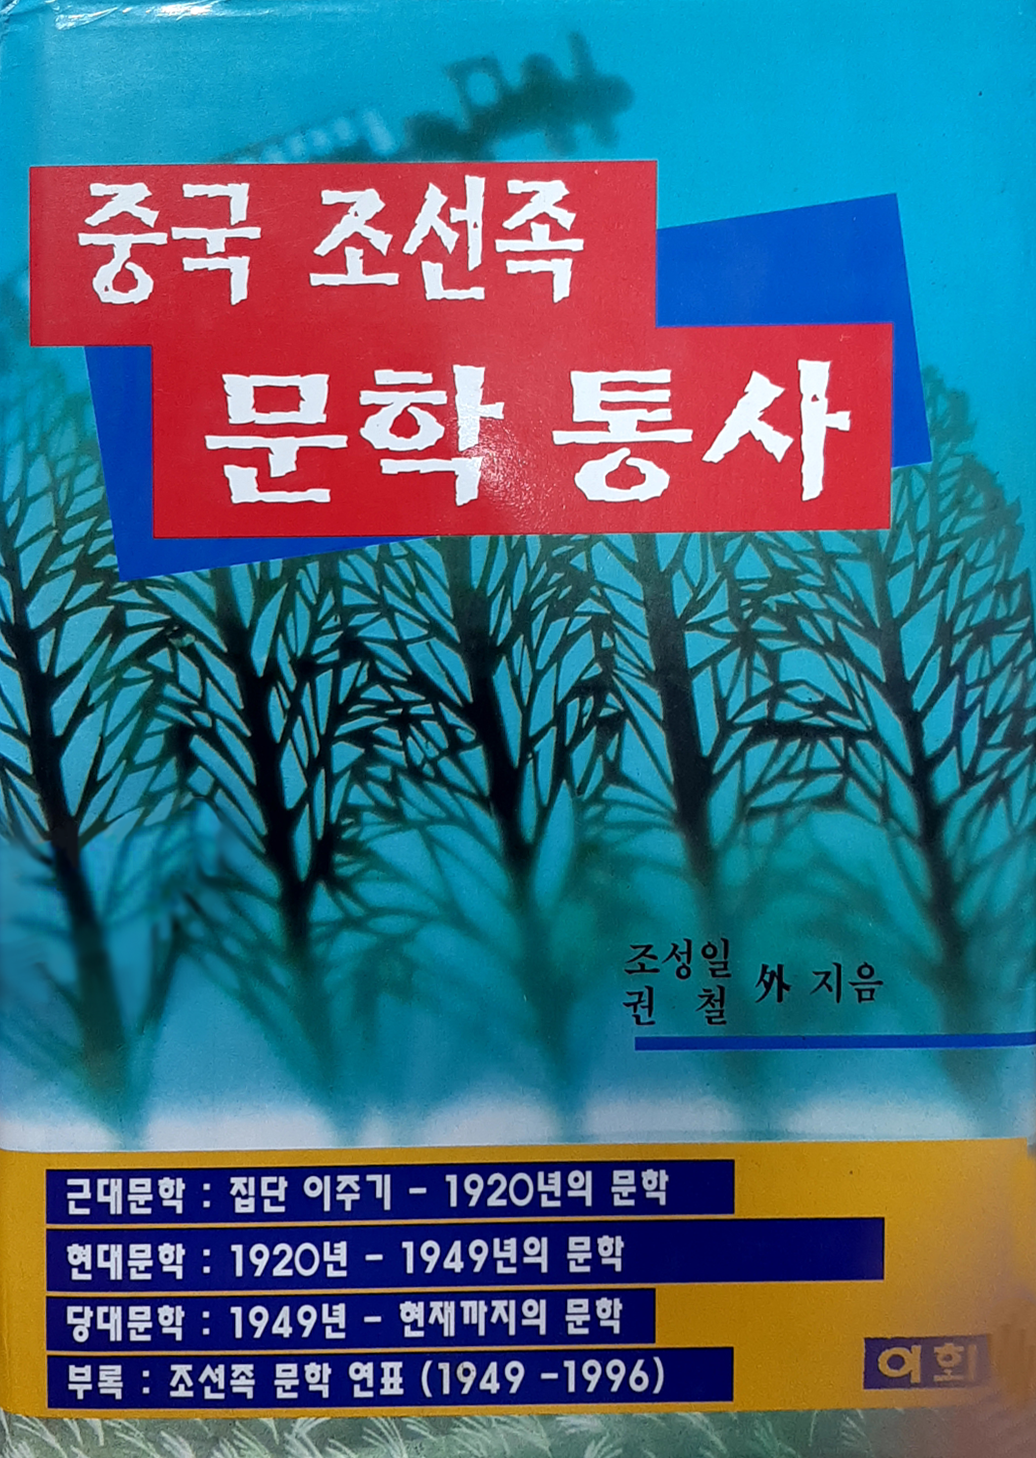 중국 조선족
문학 통사
조성일
권 철
外 지음
근대문학 : 집단 이주기 - 1920년의 문학
현대문학 : 1920년 - 1949년의 문학
당대문학 : 1949년 - 현재까지의 문학
부록 : 조선족 문학 연표 (1949 -1996)
이회